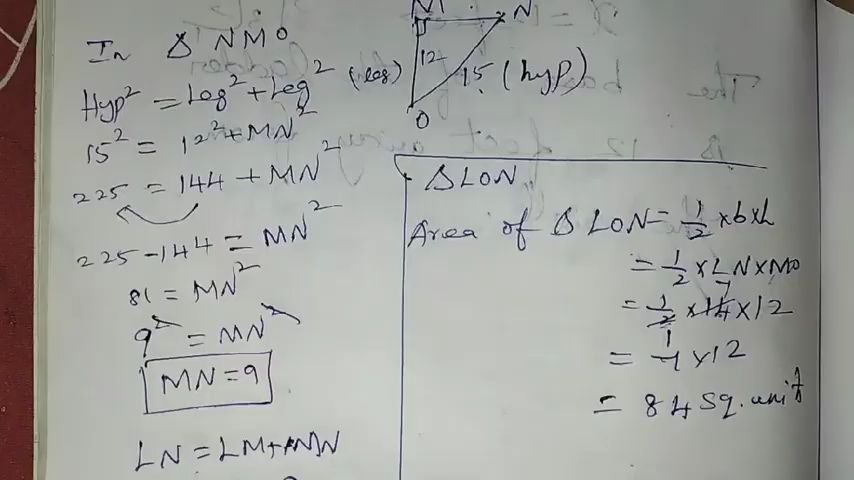 In Δ NMO
Hyp² = Leg² + Leg²
15² = 12² + MN²
225 = 144 + MN²
225 - 144 = MN²
81 = MN²
9² = MN²
MN = 9
LN = LM + MN
M N
(leg) 12 15 (hyp)
O
Δ LON
Area of Δ LON = 1/2 × b × h
= 1/2 × LN × MO
= 1/2 × 14 7 × 12
= 7 × 12
= 84 sq. unit